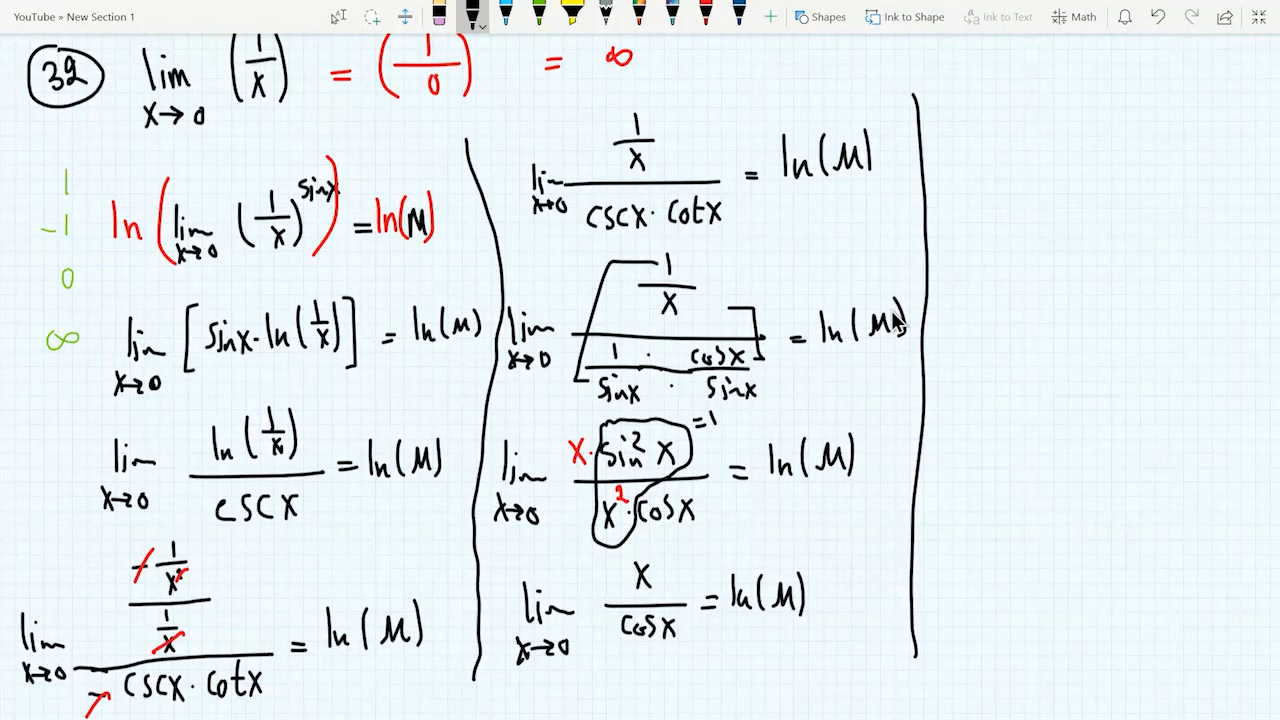 YouTube » New Section 1
Shapes Ink to Shape Ink to Text Math
32 lim x→0 (1/x) = (1/0) = ∞
1
-1
0
∞
ln( lim x→0 (1/x)^sinx ) = ln(M)
lim x→0 [ sinx · ln(1/x) ] = ln(M)
lim x→0 ln(1/x) / cscx = ln(M)
lim x→0 ((- 1/x²) / (1/x)) / (- cscx · cotx) = ln(M)
lim x→0 (1/x) / (cscx · cotx) = ln(M)
lim x→0 (1/x) / (1/sinx · cosx/sinx) = ln(M)
lim x→0 (x · sin²x) / (x² · cosx) = ln(M)
=1
lim x→0 x / cosx = ln(M)